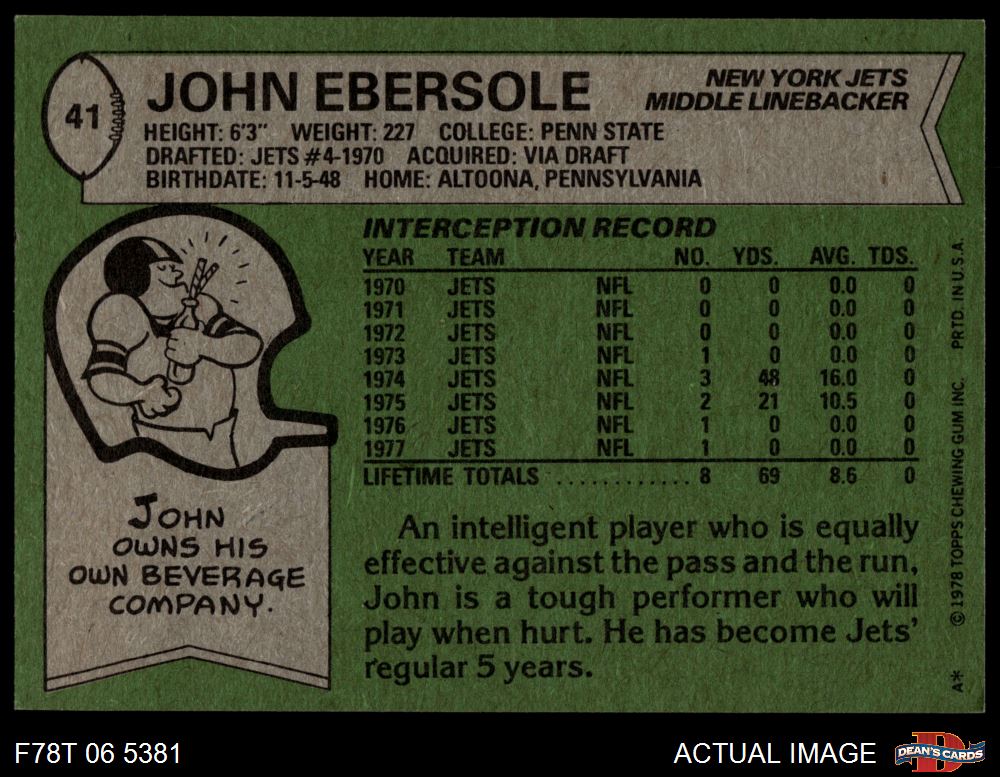 41
JOHN EBERSOLE
NEW YORK JETS
MIDDLE LINEBACKER
HEIGHT: 6'3" WEIGHT: 227 COLLEGE: PENN STATE
DRAFTED: JETS #4-1970 ACQUIRED: VIA DRAFT
BIRTHDATE: 11-5-48 HOME: ALTOONA, PENNSYLVANIA
INTERCEPTION RECORD
YEAR TEAM NO. YDS. AVG. TDS.
1970 JETS NFL 0 0 0.0 0
1971 JETS NFL 0 0 0.0 0
1972 JETS NFL 0 0 0.0 0
1973 JETS NFL 1 0 0.0 0
1974 JETS NFL 3 48 16.0 0
1975 JETS NFL 2 21 10.5 0
1976 JETS NFL 1 0 0.0 0
1977 JETS NFL 1 0 0.0 0
LIFETIME TOTALS ............ 8 69 8.6 0
JOHN
OWNS HIS
OWN BEVERAGE
COMPANY.
An intelligent player who is equally
effective against the pass and the run,
John is a tough performer who will
play when hurt. He has become Jets'
regular 5 years.
A* © 1978 TOPPS CHEWING GUM INC. PRTD. IN U.S.A.
F78T 06 5381
ACTUAL IMAGE
D
DEAN'S CARDS